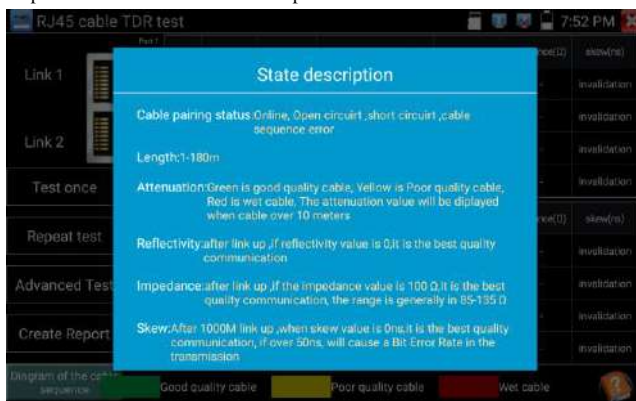 RJ45 cable TDR test
7:52 PM
Part 1
Link 1
Link 2
Test once
Repeat test
Advanced Test
Create Report
skew(ns)
invalidation
invalidation
invalidation
invalidation
skew(ns)
invalidation
invalidation
invalidation
invalidation
State description
Cable pairing status:Online, Open circuirt ,short circuirt ,cable
sequence error
Length:1-180m
Attenuation:Green is good quality cable, Yellow is Poor quality cable,
Red is wet cable, The attenuation value will be diplayed
when cable over 10 meters
Reflectivity:after link up ,if reflectivity value is 0,it is the best quality
communication
Impedance:after link up ,if the impedance value is 100 Ω,it is the best
quality communication, the range is generally in 85-135 Ω
Skew:After 1000M link up ,when skew value is 0ns,it is the best quality
communication, if over 50ns, will cause a Bit Error Rate in the
transmission
Diagram of the
sequence
Good quality cable
Poor quality cable
Wet cable